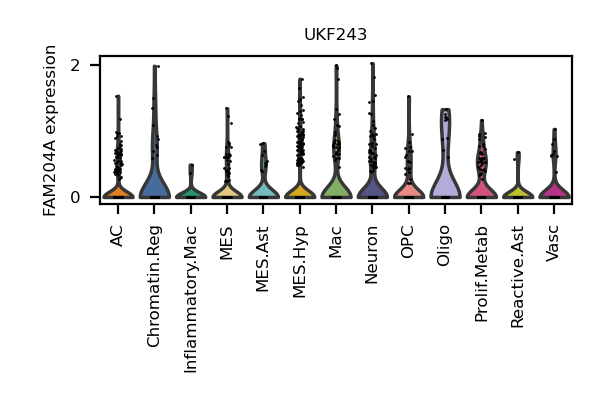 UKF243
FAM204A expression
2
0
AC
Chromatin.Reg
Inflammatory.Mac
MES
MES.Ast
MES.Hyp
Mac
Neuron
OPC
Oligo
Prolif.Metab
Reactive.Ast
Vasc